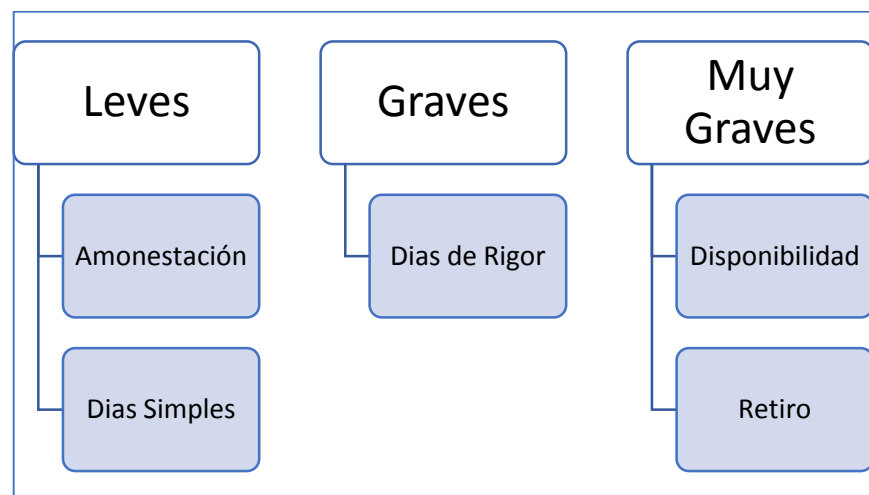 Leves
Amonestación
Dias Simples
Graves
Dias de Rigor
Muy
Graves
Disponibilidad
Retiro